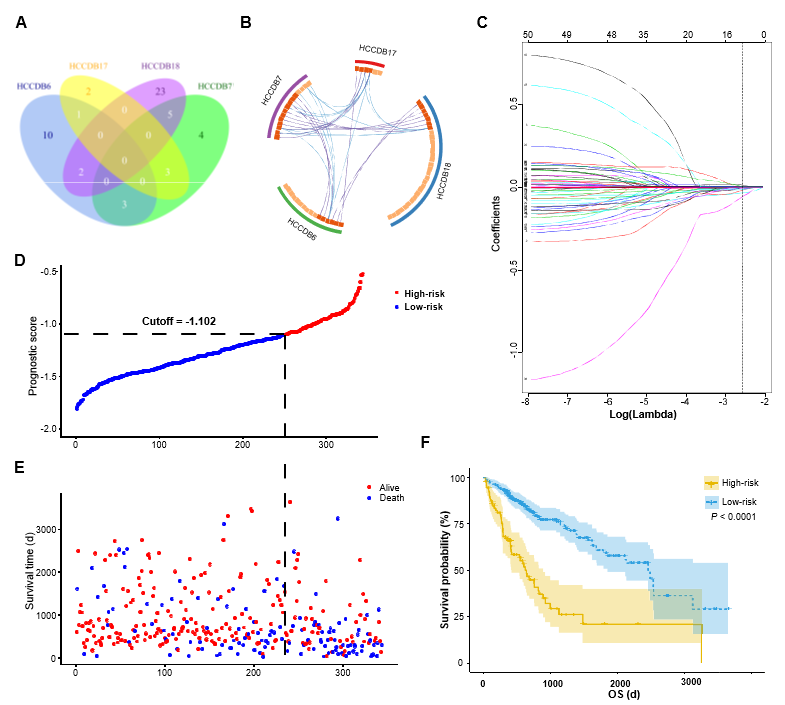 A
HCCDB17
HCCDB18
HCCDB6
HCCDB7
2
23
10
1
0
5
4
0
0
0
2
0
0
3
3
B
HCCDB17
HCCDB7
HCCDB18
HCCDB6
C
50 49 48 35 22 16 0
Coefficients
0.5
0.0
-0.5
-1.0
-8 -7 -6 -5 -4 -3 -2
Log(Lambda)
D
Prognostic score
-0.5
-1.0
-1.5
-2.0
Cutoff = -1.102
High-risk
Low-risk
0 100 200 300
E
Survival time (d)
3000
2000
1000
0
Alive
Death
0 100 200 300
F
Survival probability (%)
100
75
50
25
0
High-risk
Low-risk
P < 0.0001
0 1000 2000 3000
OS (d)